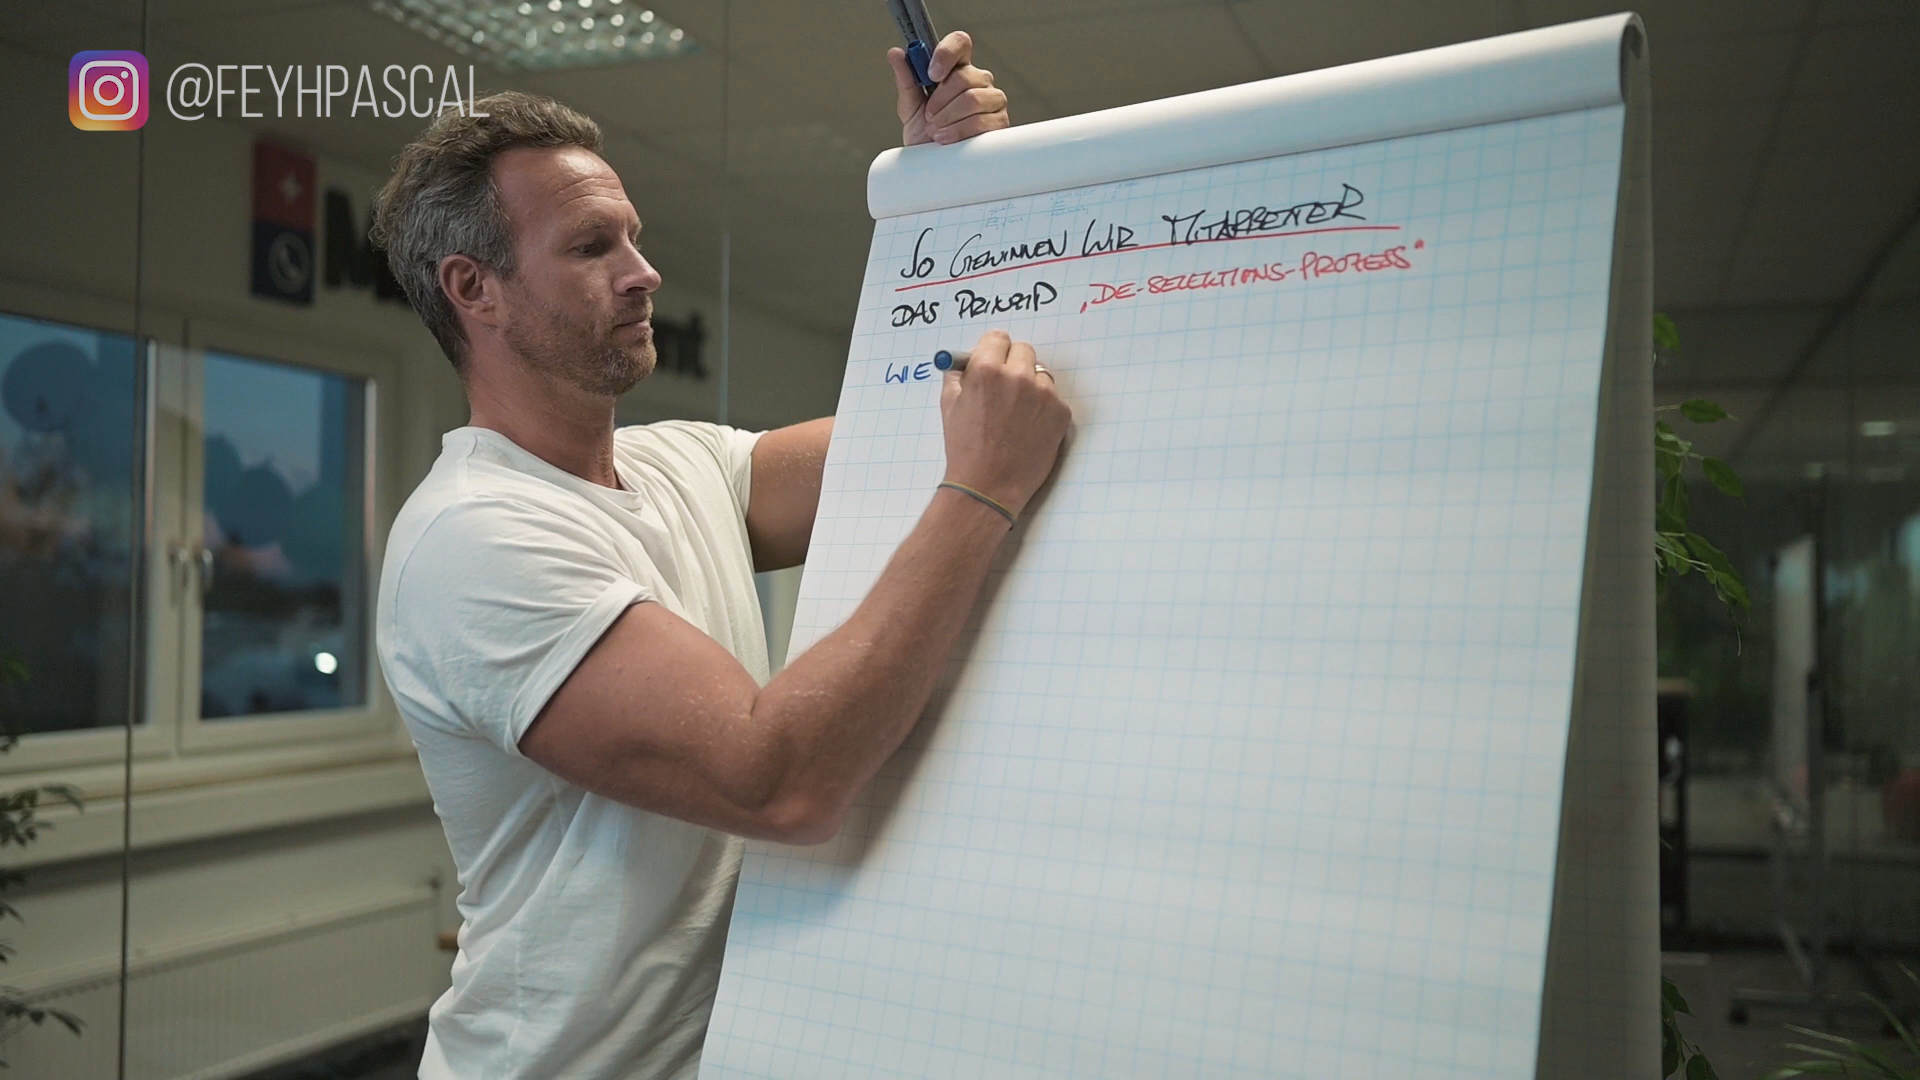 @FEYHPASCAL
SO GEWINNEN WIR MITARBEITER
DAS PRINZIP „DE-SELEKTIONS-PROZESS“
WIE